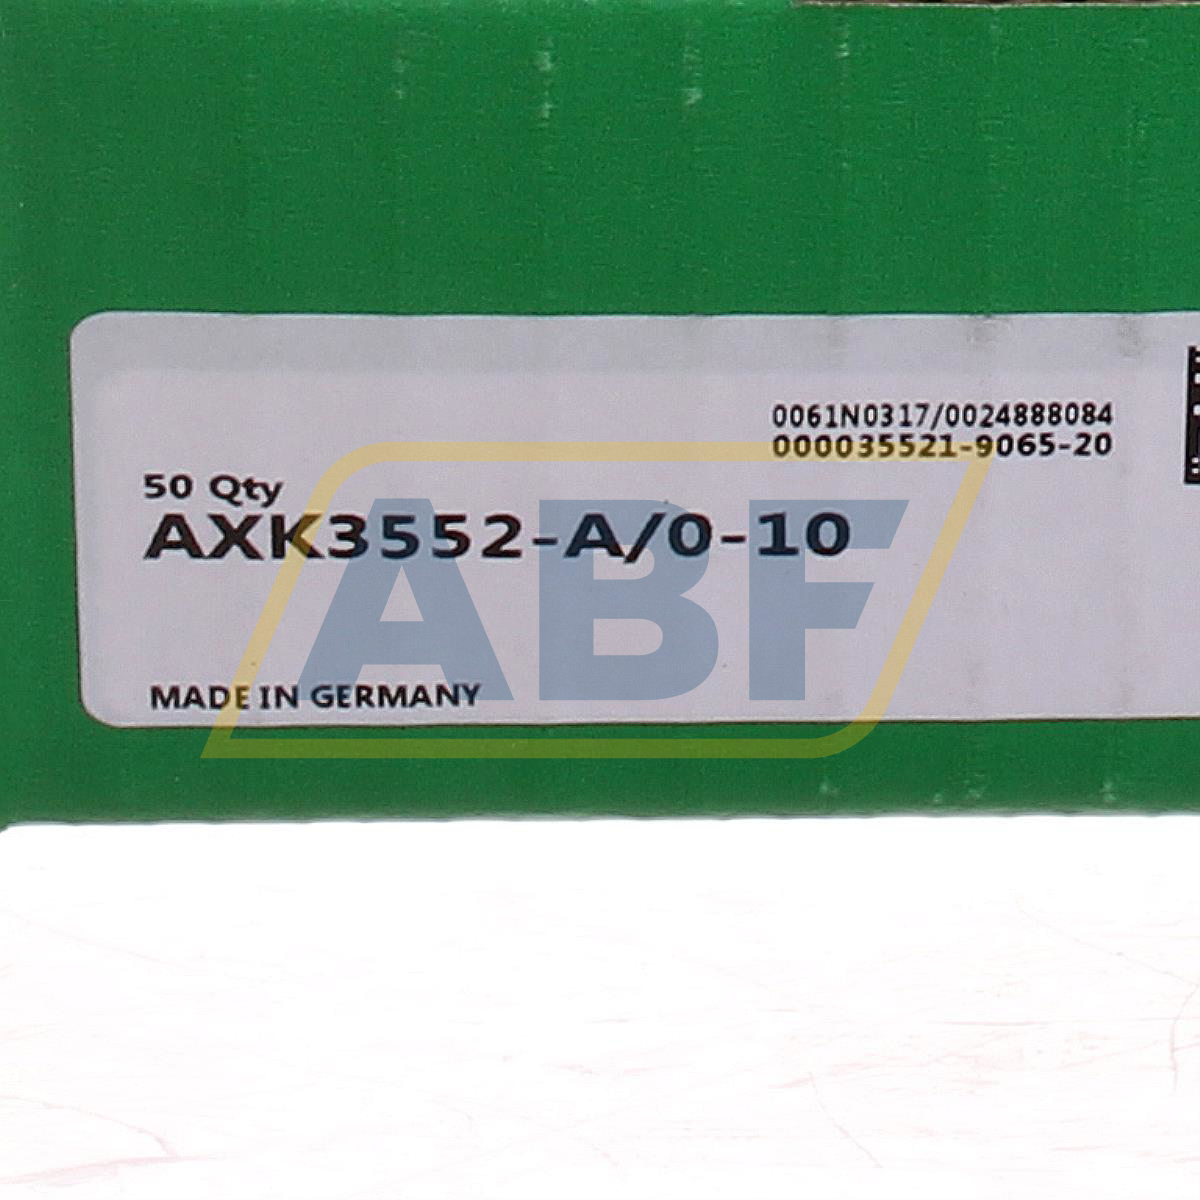 0061N0317/0024888084
000035521-9065-20
50 Qty
AXK3552-A/0-10
ABF
MADE IN GERMANY